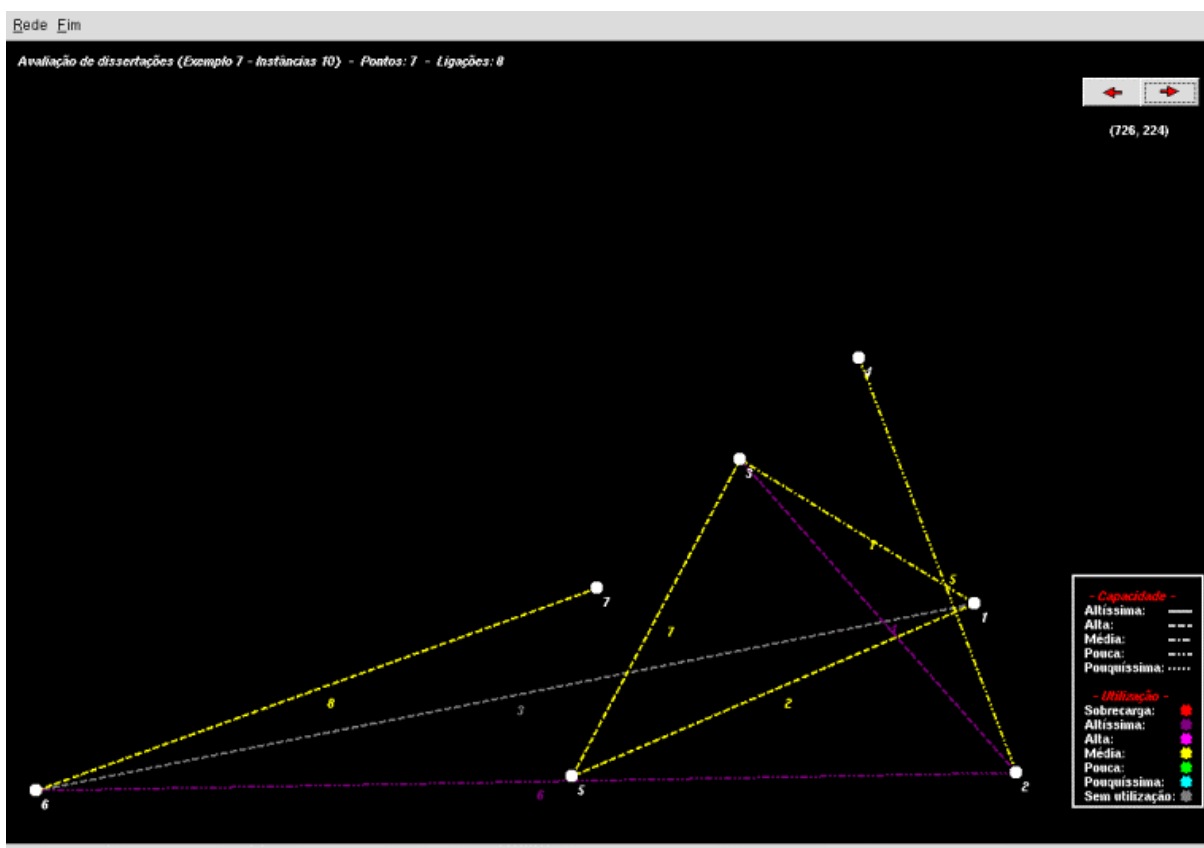 Rede Fim
Avaliação de dissertações (Exemplo 7 - Instâncias 10) - Pontos: 7 - Ligações: 8
(726, 224)
4
3
1
5
7
1
7
2
8
3
6
5
6
2
- Capacidade -
Altíssima:
Alta:
Média:
Pouca:
Pouquíssima:
- Utilização -
Sobrecarga:
Altíssima:
Alta:
Média:
Pouca:
Pouquíssima:
Sem utilização: